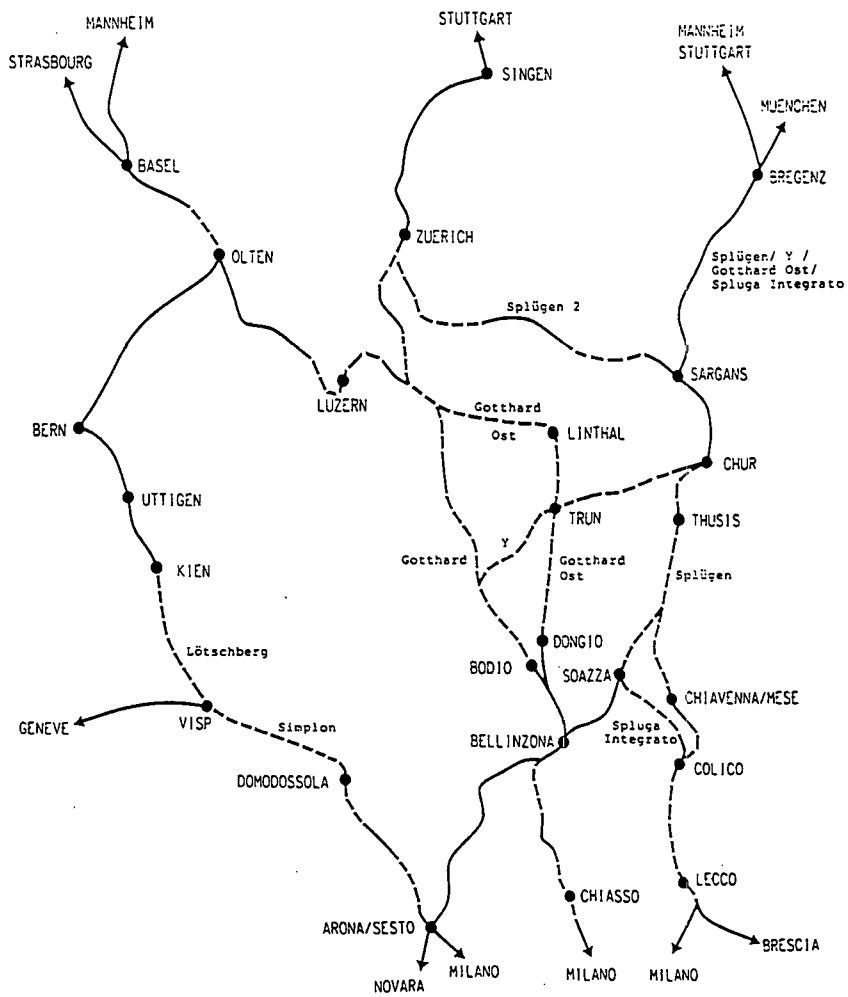 MANNHEIM
STRASBOURG
STUTTGART
MANNHEIM
STUTTGART
MUENCHEN
SINGEN
BASEL
BREGENZ
ZUERICH
OLTEN
Splügen/ Y /
Gotthard Ost/
Spluga Integrato
Splügen 2
SARGANS
LUZERN
Gotthard
Ost
LINTHAL
BERN
CHUR
UTTIGEN
TRUN
THUSIS
Y
KIEN
Gotthard
Gotthard
Ost
Splügen
Lötschberg
DONGIO
BODIO
SOAZZA
CHIAVENNA/MESE
GENEVE
VISP
Simplon
Spluga
Integrato
BELLINZONA
COLICO
DOMODOSSOLA
LECCO
CHIASSO
ARONA/SESTO
BRESCIA
NOVARA
MILANO
MILANO
MILANO